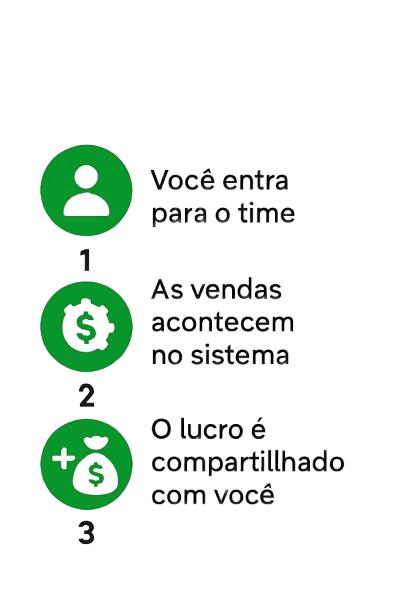 Você entra
para o time
1
As vendas
acontecem
no sistema
$
2
O lucro é
compartillhado
com você
+
$
3